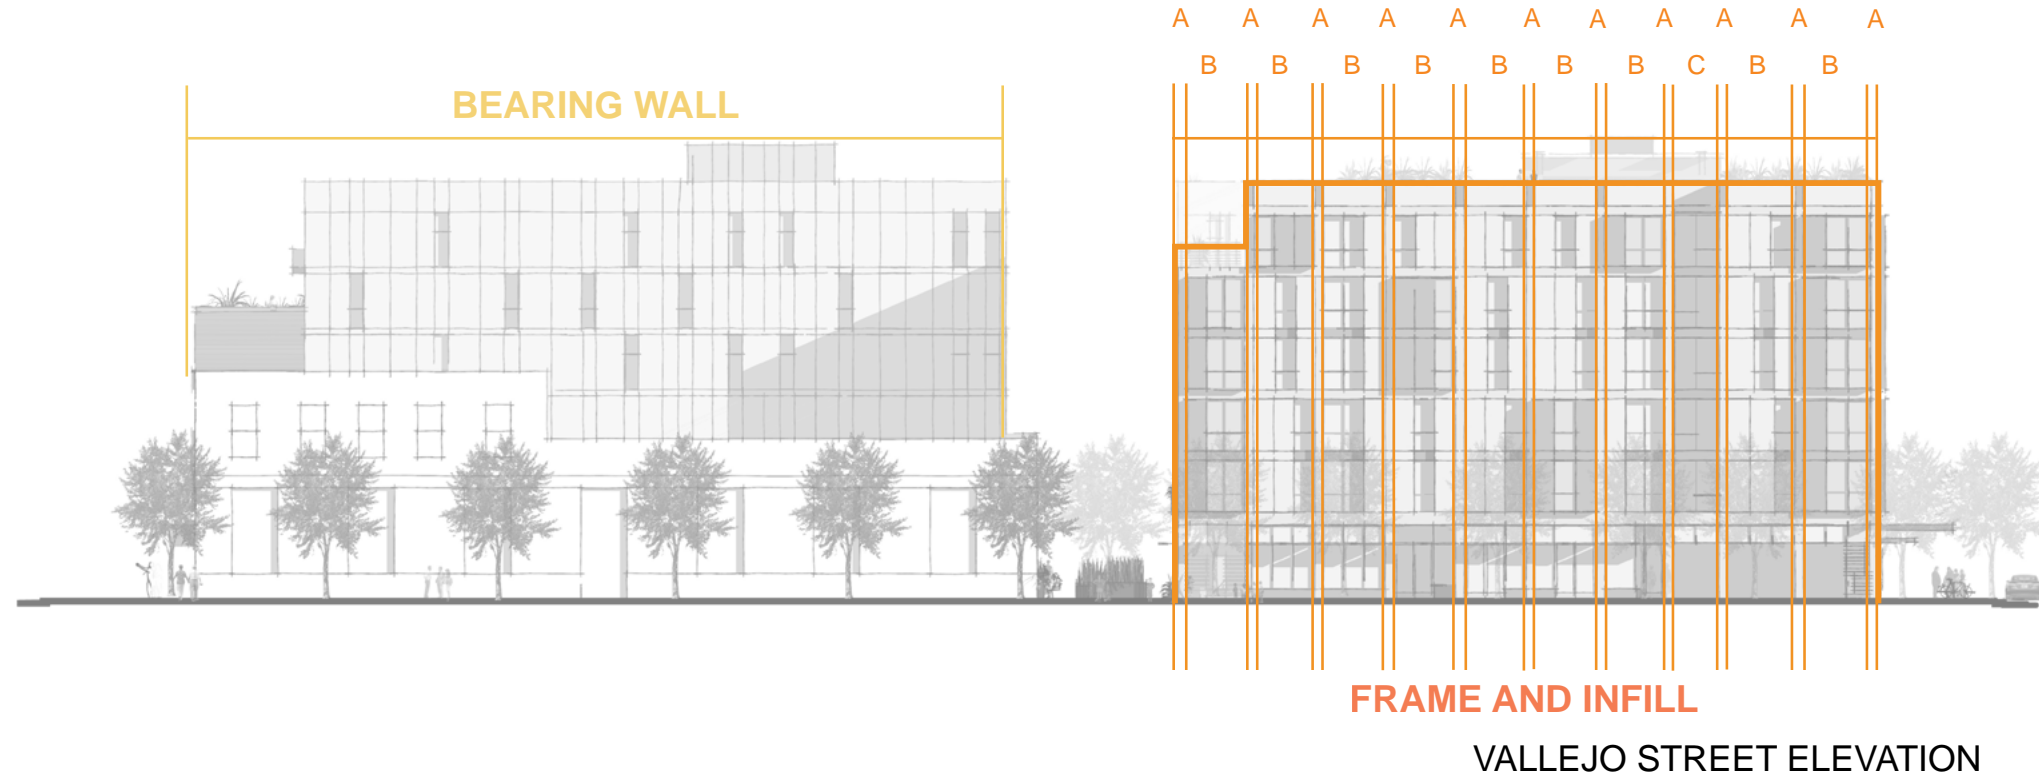 A A A A A A A A A A A
B B B B B B B C B B
BEARING WALL
FRAME AND INFILL
VALLEJO STREET ELEVATION